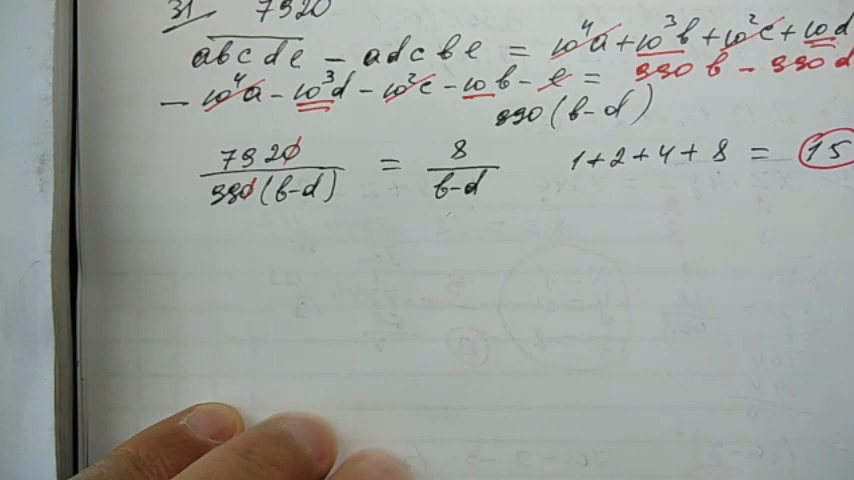 31. 7920
abcde - adcbe = 10⁴a + 10³b + 10²c + 10d
- 10⁴a - 10³d - 10²c - 10b - e = 990b - 990d
990(b-d)
7920/990(b-d) = 8/b-d 1+2+4+8 = 15